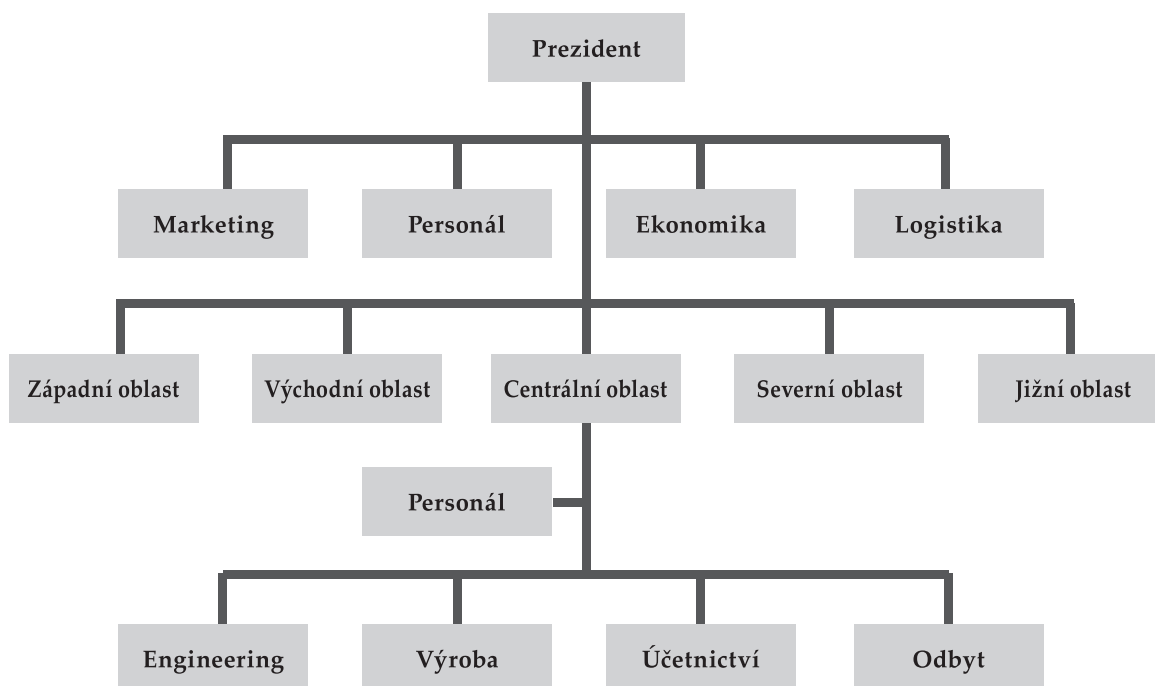 Prezident
Marketing
Personál
Ekonomika
Logistika
Západní oblast
Východní oblast
Centrální oblast
Severní oblast
Jižní oblast
Personál
Engineering
Výroba
Účetnictví
Odbyt